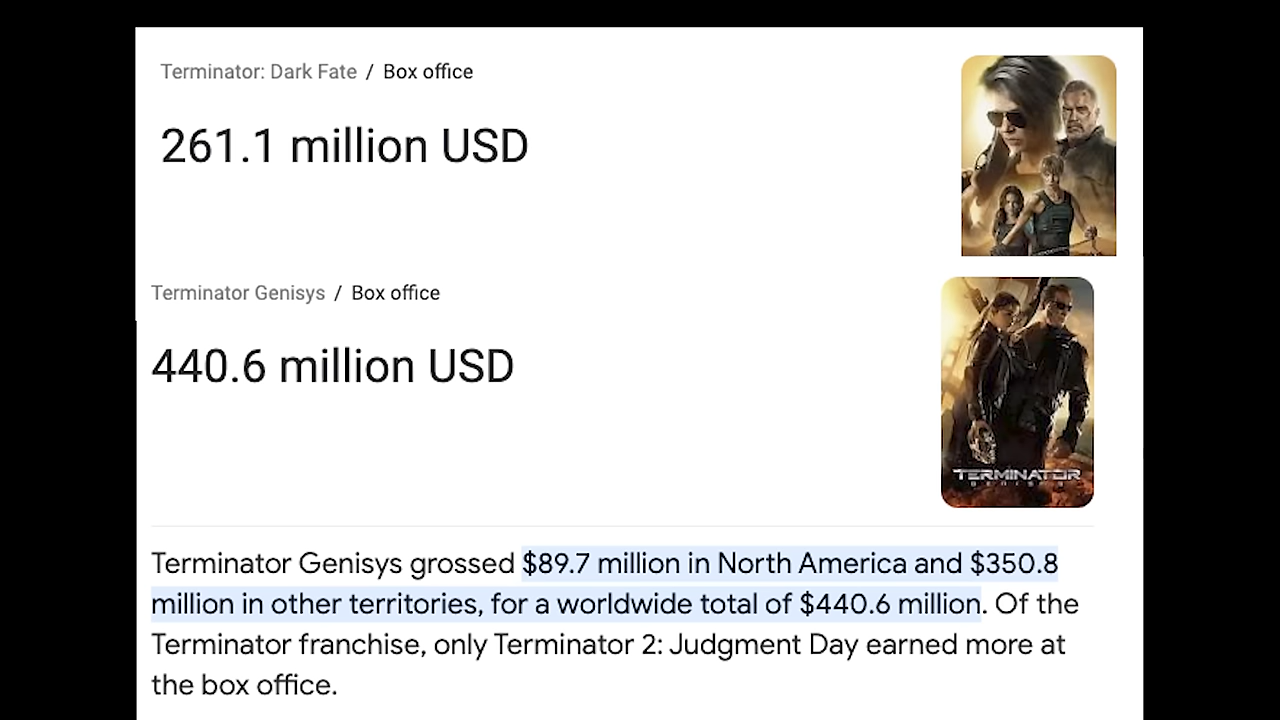 Terminator: Dark Fate / Box office
261.1 million USD
Terminator Genisys / Box office
440.6 million USD
TERMINATOR
GENISYS
Terminator Genisys grossed $89.7 million in North America and $350.8
million in other territories, for a worldwide total of $440.6 million. Of the
Terminator franchise, only Terminator 2: Judgment Day earned more at
the box office.